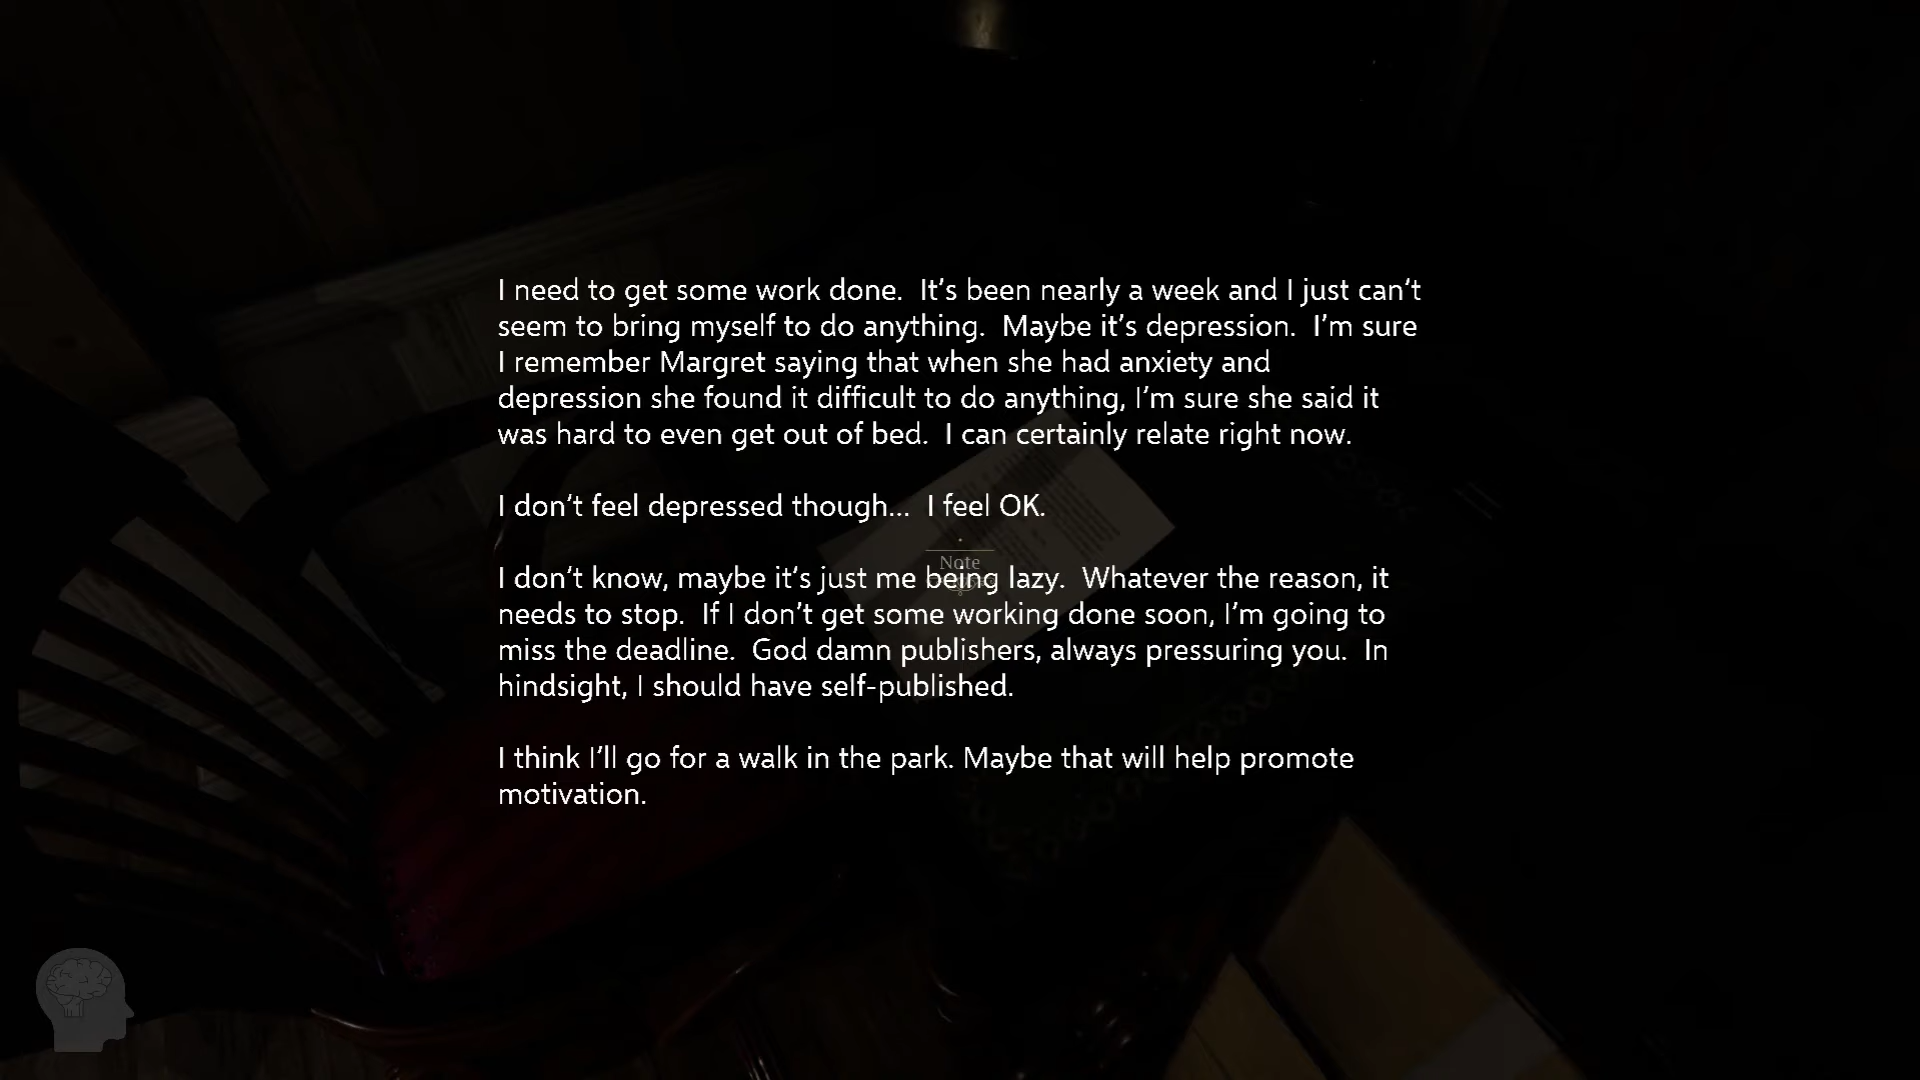 I need to get some work done.  It's been nearly a week and I just can't
seem to bring myself to do anything.  Maybe it's depression.  I'm sure
I remember Margret saying that when she had anxiety and
depression she found it difficult to do anything, I'm sure she said it
was hard to even get out of bed.  I can certainly relate right now.
I don't feel depressed though...  I feel OK.
Note
I don't know, maybe it's just me being lazy.  Whatever the reason, it
needs to stop.  If I don't get some working done soon, I'm going to
miss the deadline.  God damn publishers, always pressuring you.  In
hindsight, I should have self-published.
I think I'll go for a walk in the park. Maybe that will help promote
motivation.